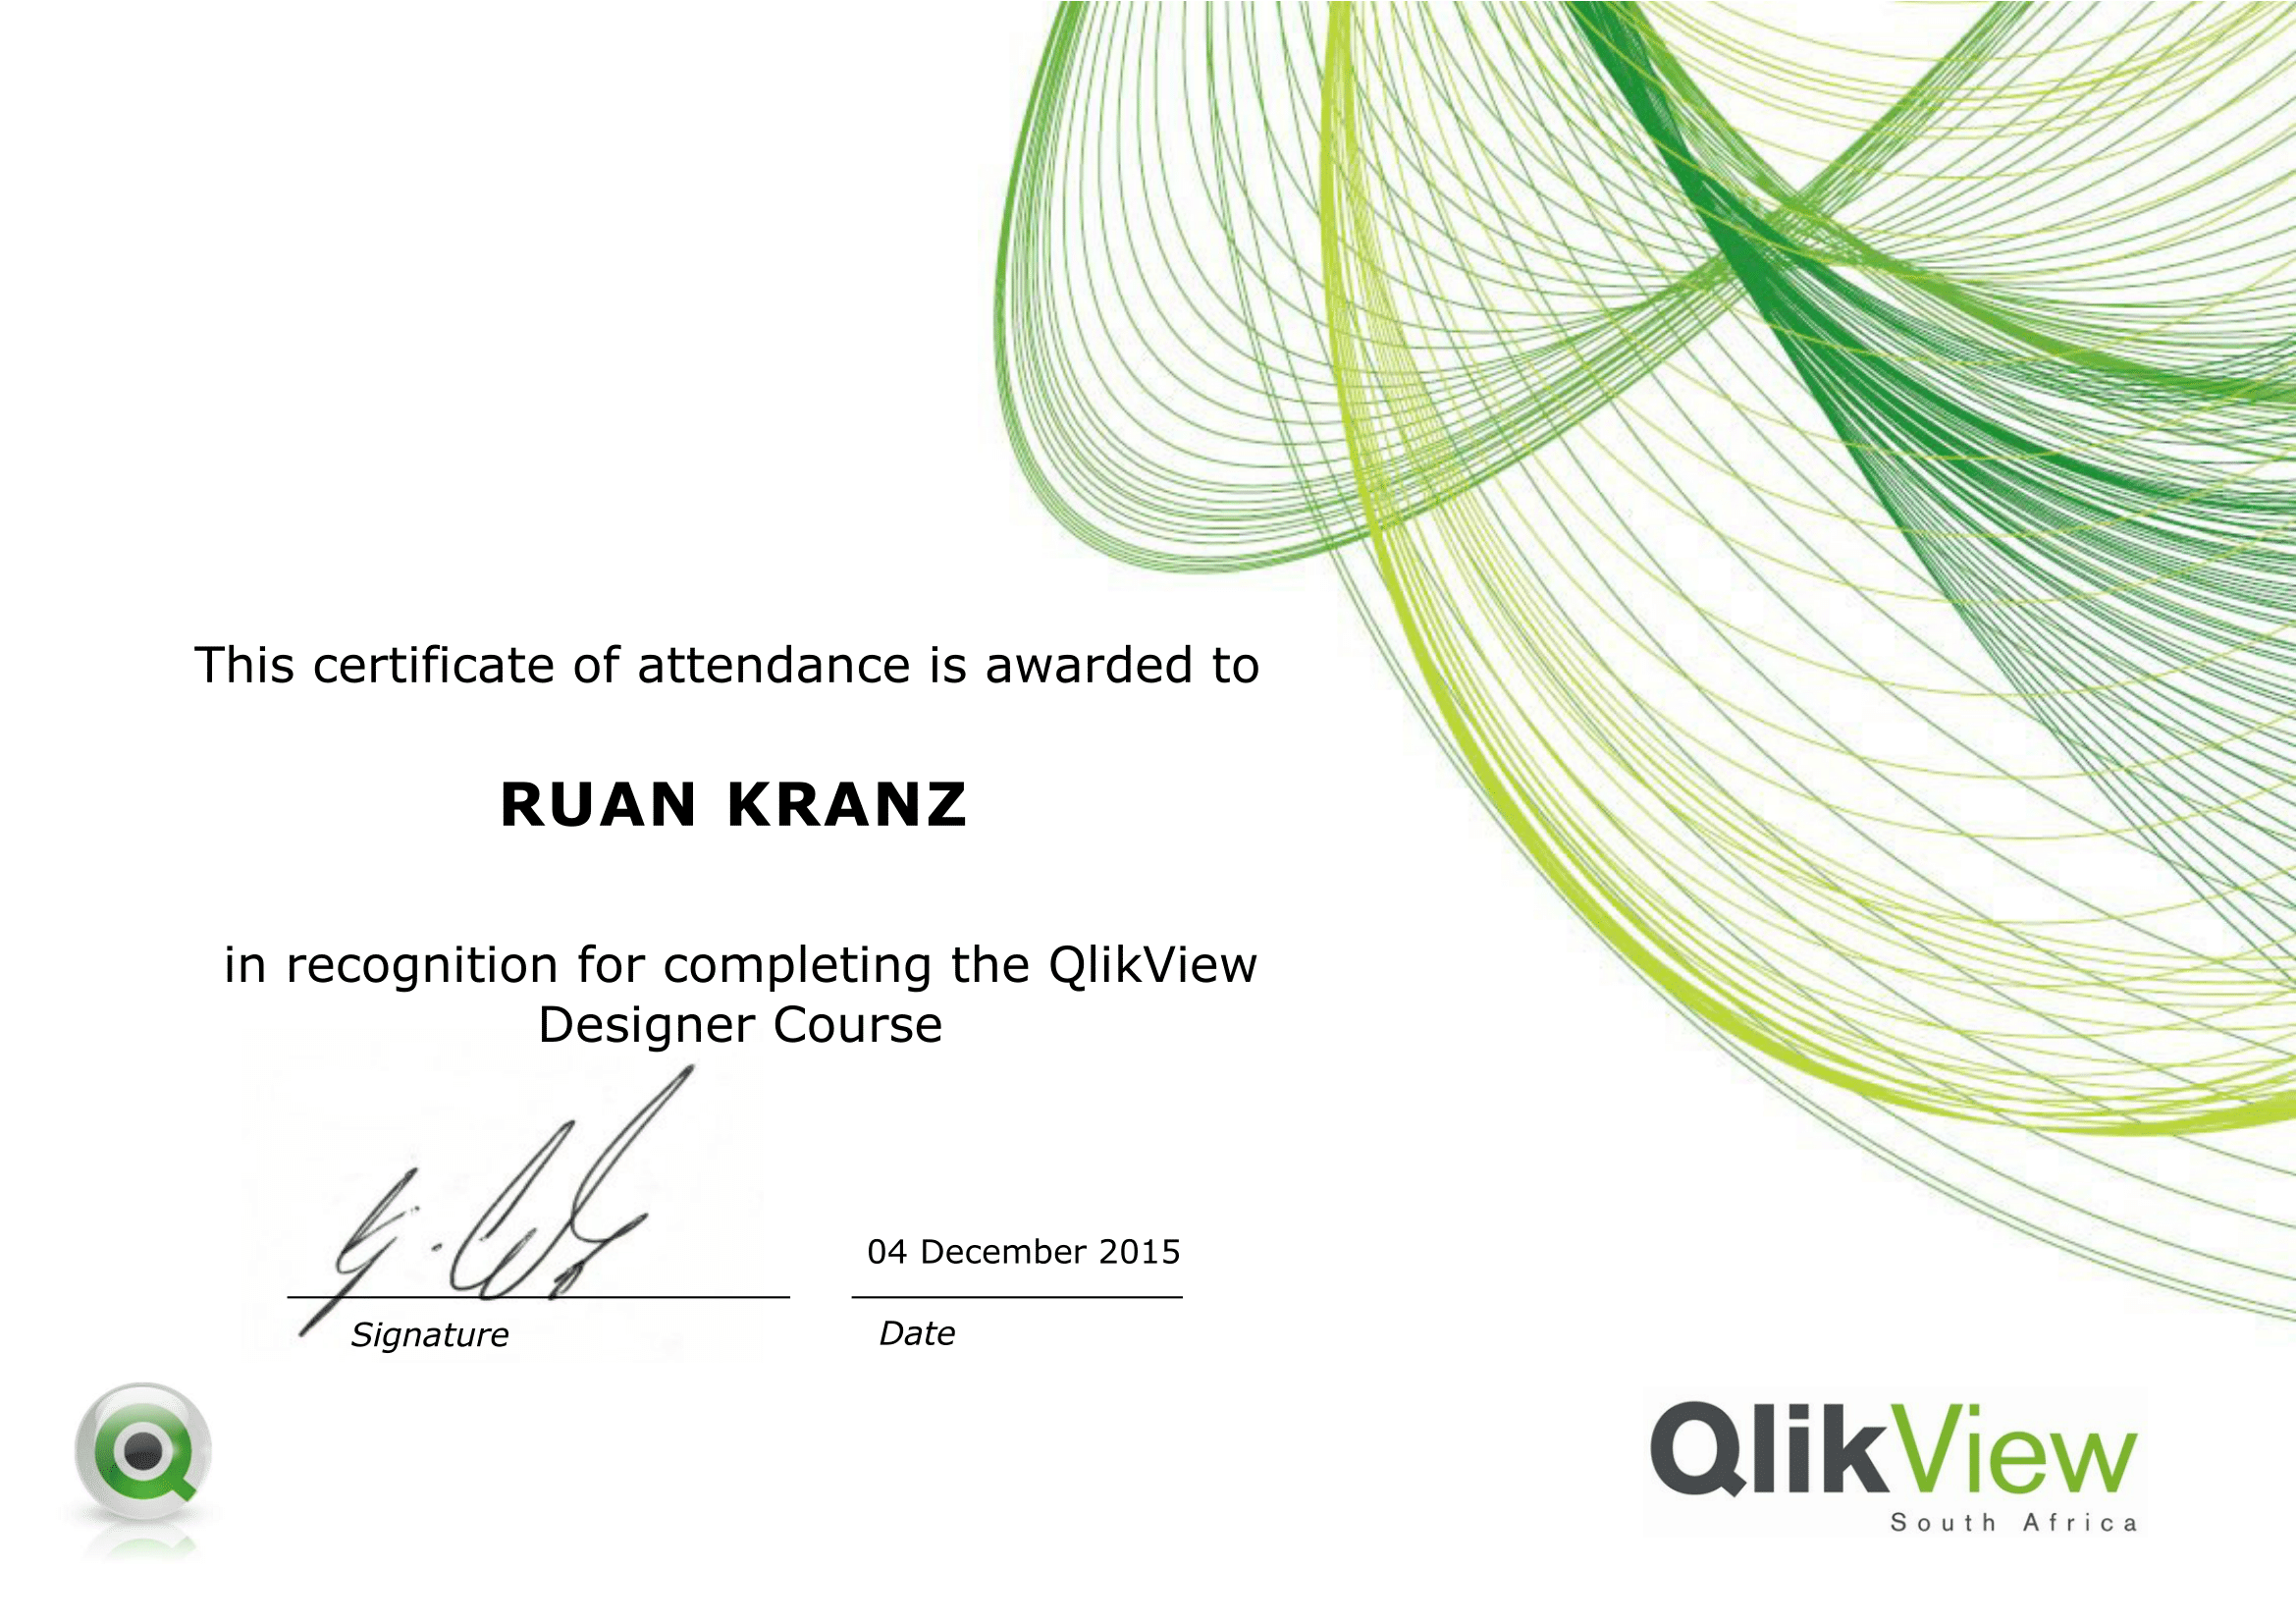 This certificate of attendance is awarded to
RUAN KRANZ
in recognition for completing the QlikView
Designer Course
04 December 2015
Signature
Date
QlikView
South Africa